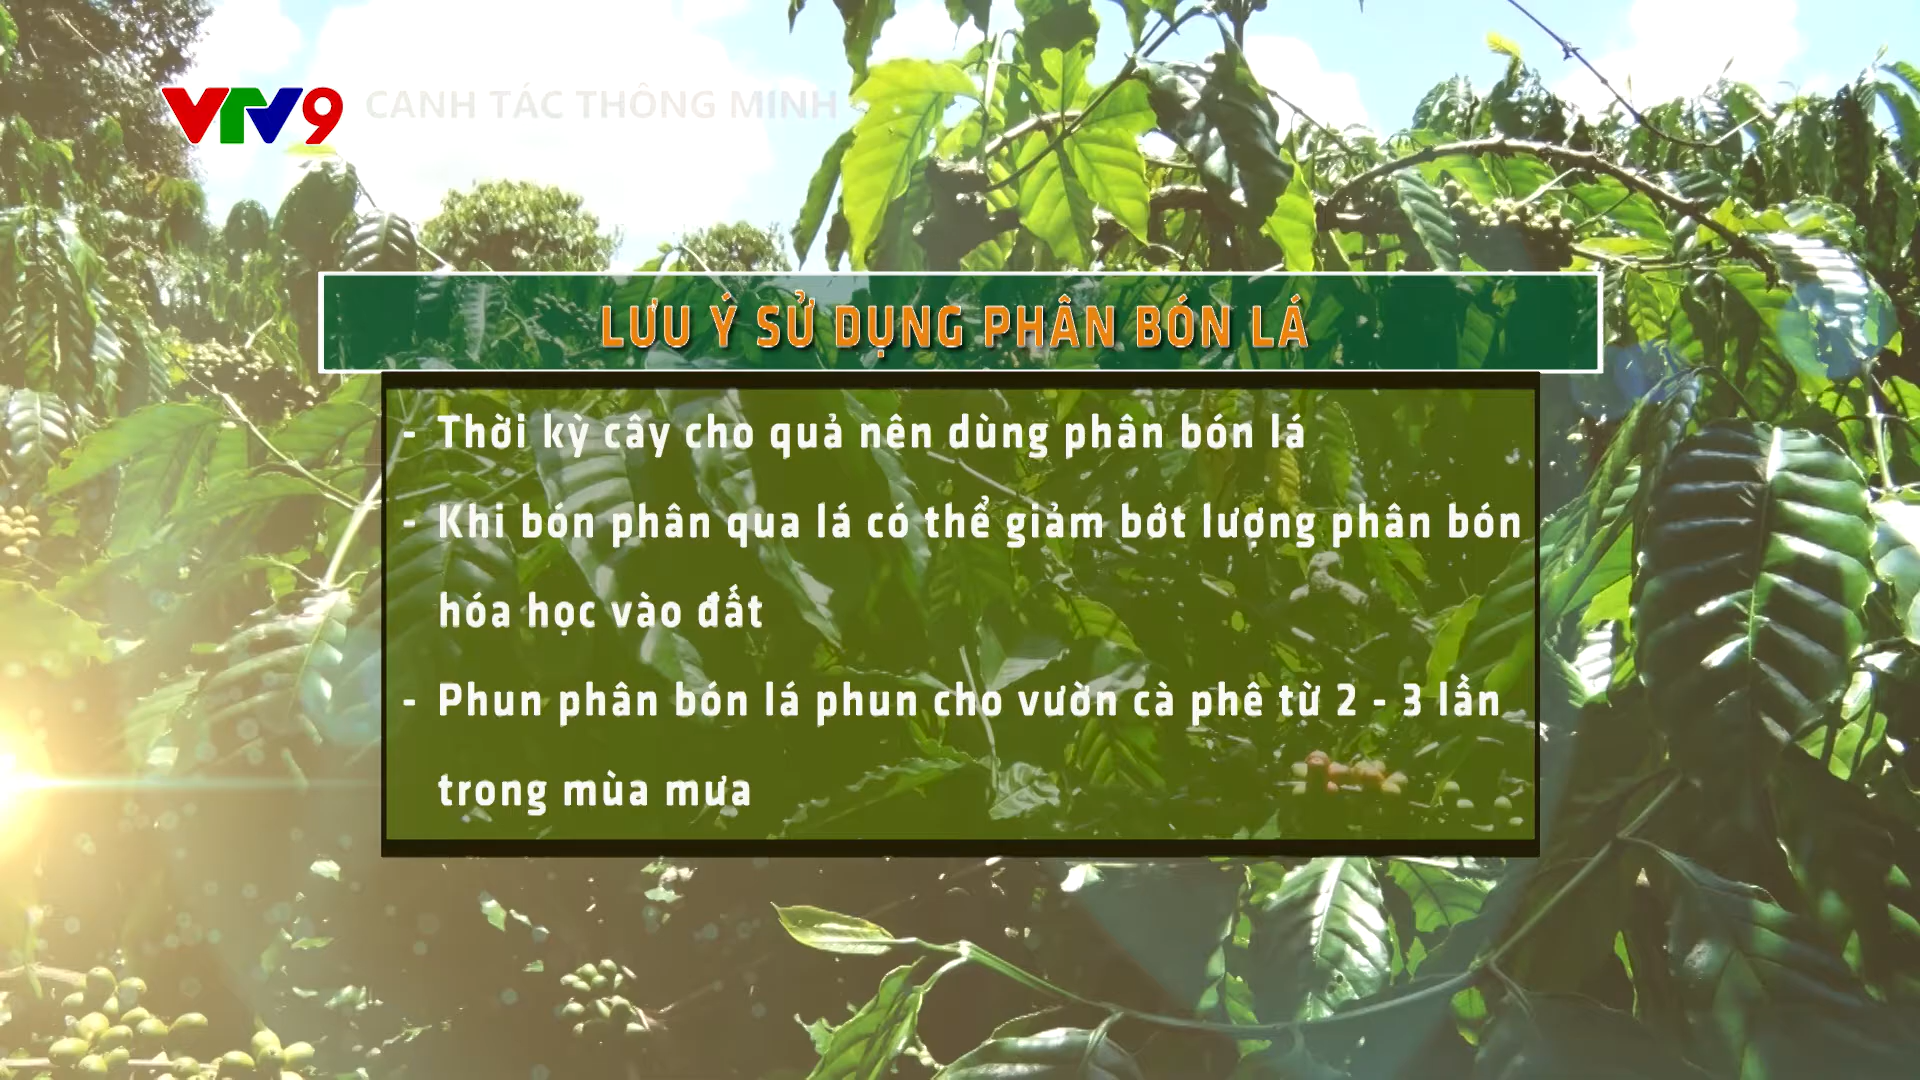 VTV9 CANH TÁC THÔNG MINH
LƯU Ý SỬ DỤNG PHÂN BÓN LÁ
- Thời kỳ cây cho quả nên dùng phân bón lá
- Khi bón phân qua lá có thể giảm bớt lượng phân bón
hóa học vào đất
- Phun phân bón lá phun cho vườn cà phê từ 2 - 3 lần
trong mùa mưa